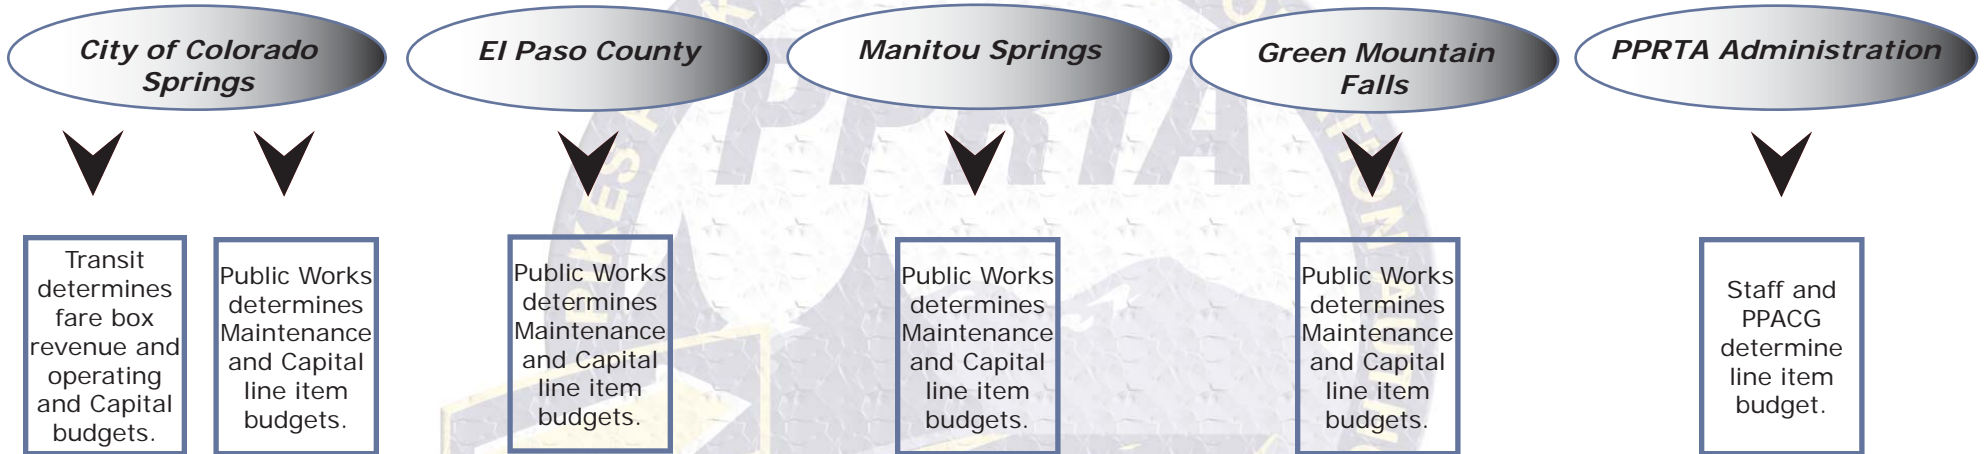 City of Colorado
Springs
El Paso County
Manitou Springs
Green Mountain
Falls
PPRTA Administration
Transit
determines
fare box
revenue and
operating
and Capital
budgets.
Public Works
determines
Maintenance
and Capital
line item
budgets.
Public Works
determines
Maintenance
and Capital
line item
budgets.
Public Works
determines
Maintenance
and Capital
line item
budgets.
Public Works
determines
Maintenance
and Capital
line item
budgets.
Staff and
PPACG
determine
line item
budget.
PPRTA